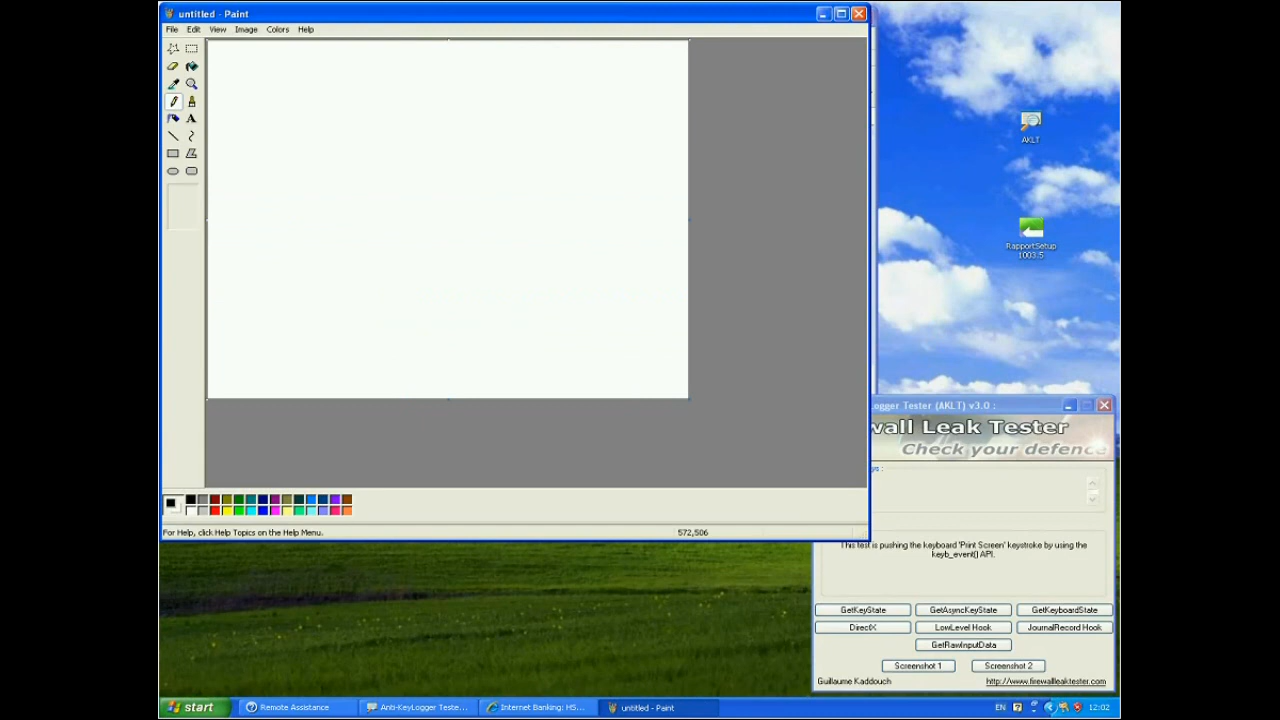 untitled - Paint
File Edit View Image Colors Help
A
For Help, click Help Topics on the Help Menu. 572,506
AKLT
RapportSetup
1003.5
Logger Tester (AKLT) v3.0 :
wall Leak Tester
Check your defence
This test is pushing the keyboard 'Print Screen' keystroke by using the
keyb_event() API.
GetKeyState GetAsyncKeyState GetKeyboardState
DirectX LowLevel Hook JournalRecord Hook
GetRawInputData
Screenshot 1 Screenshot 2
Guillaume Kaddouch http://www.firewallleaktester.com
start Remote Assistance Anti-KeyLogger Teste... Internet Banking: HS... untitled - Paint EN 12:02